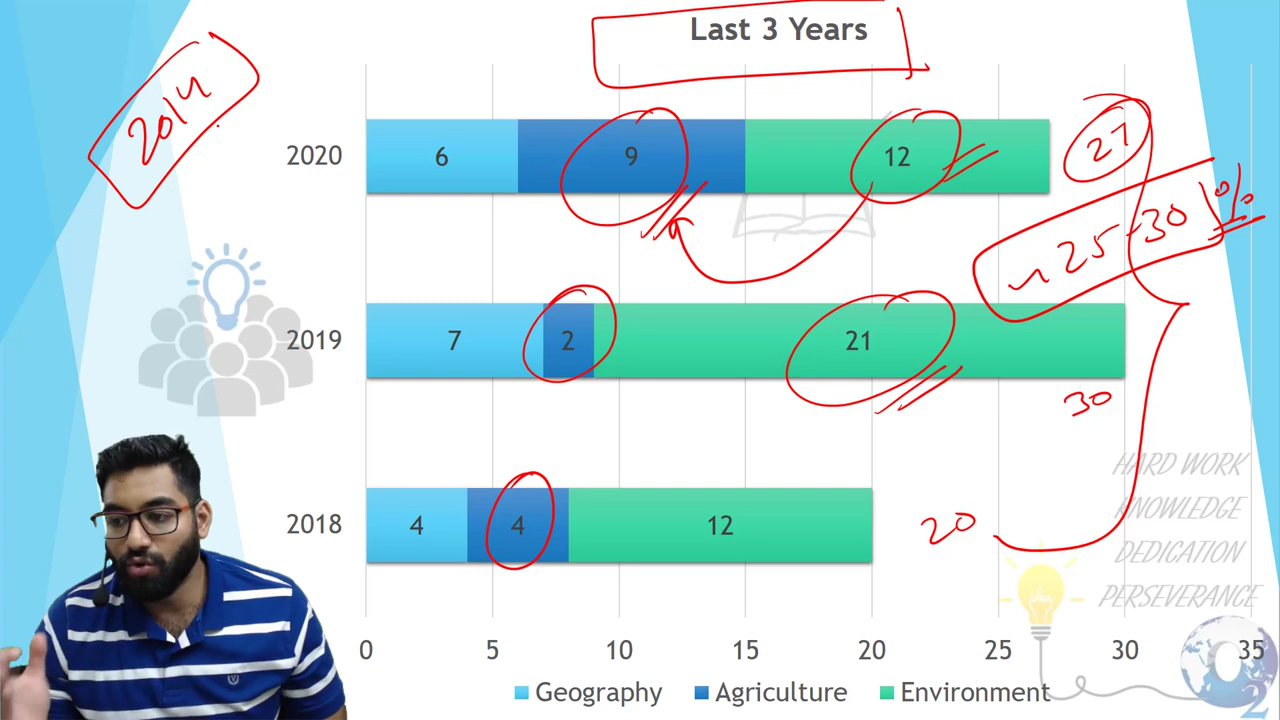 Last 3 Years
2014
2020
6
9
12
27
~ 25-30 %
2019
7
2
21
30
2018
4
4
12
20
HARD WORK
KNOWLEDGE
DEDICATION
PERSEVERANCE
0 5 10 15 20 25 30 35
Geography Agriculture Environment
O2